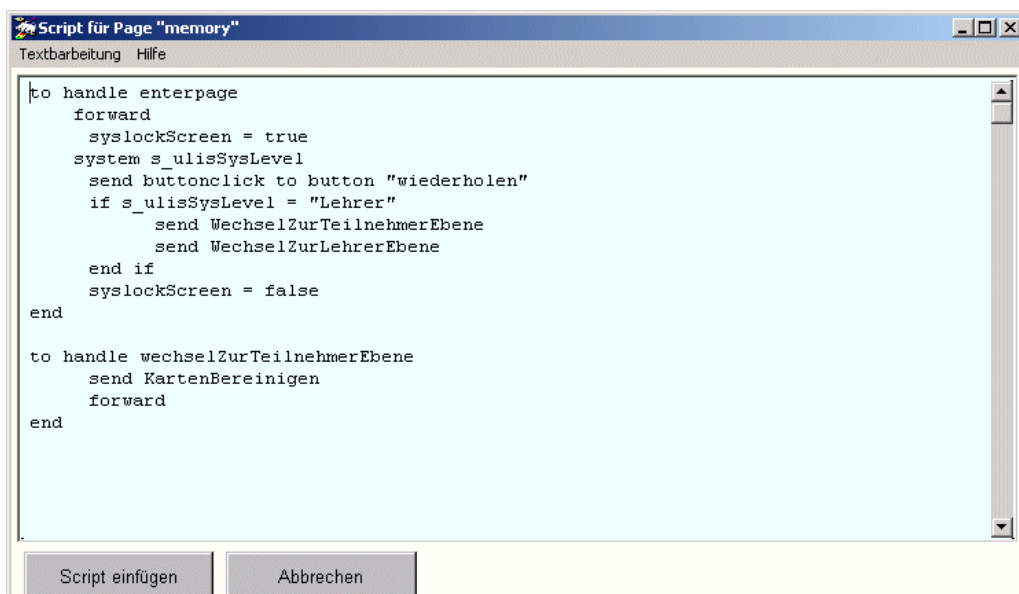 Script für Page "memory"
Textbarbeitung Hilfe
to handle enterpage
forward
syslockScreen = true
system s_ulisSysLevel
send buttonclick to button "wiederholen"
if s_ulisSysLevel = "Lehrer"
send WechselZurTeilnehmerEbene
send WechselZurLehrerEbene
end if
syslockScreen = false
end
to handle wechselZurTeilnehmerEbene
send KartenBereinigen
forward
end
Script einfügen Abbrechen